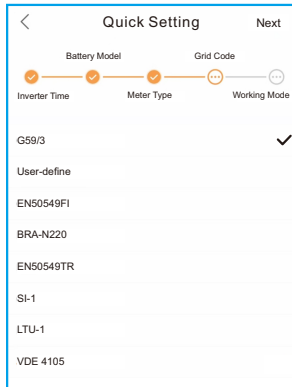 Quick Setting Next
Battery Model Grid Code
Inverter Time Meter Type Working Mode
G59/3
User-define
EN50549FI
BRA-N220
EN50549TR
SI-1
LTU-1
VDE 4105